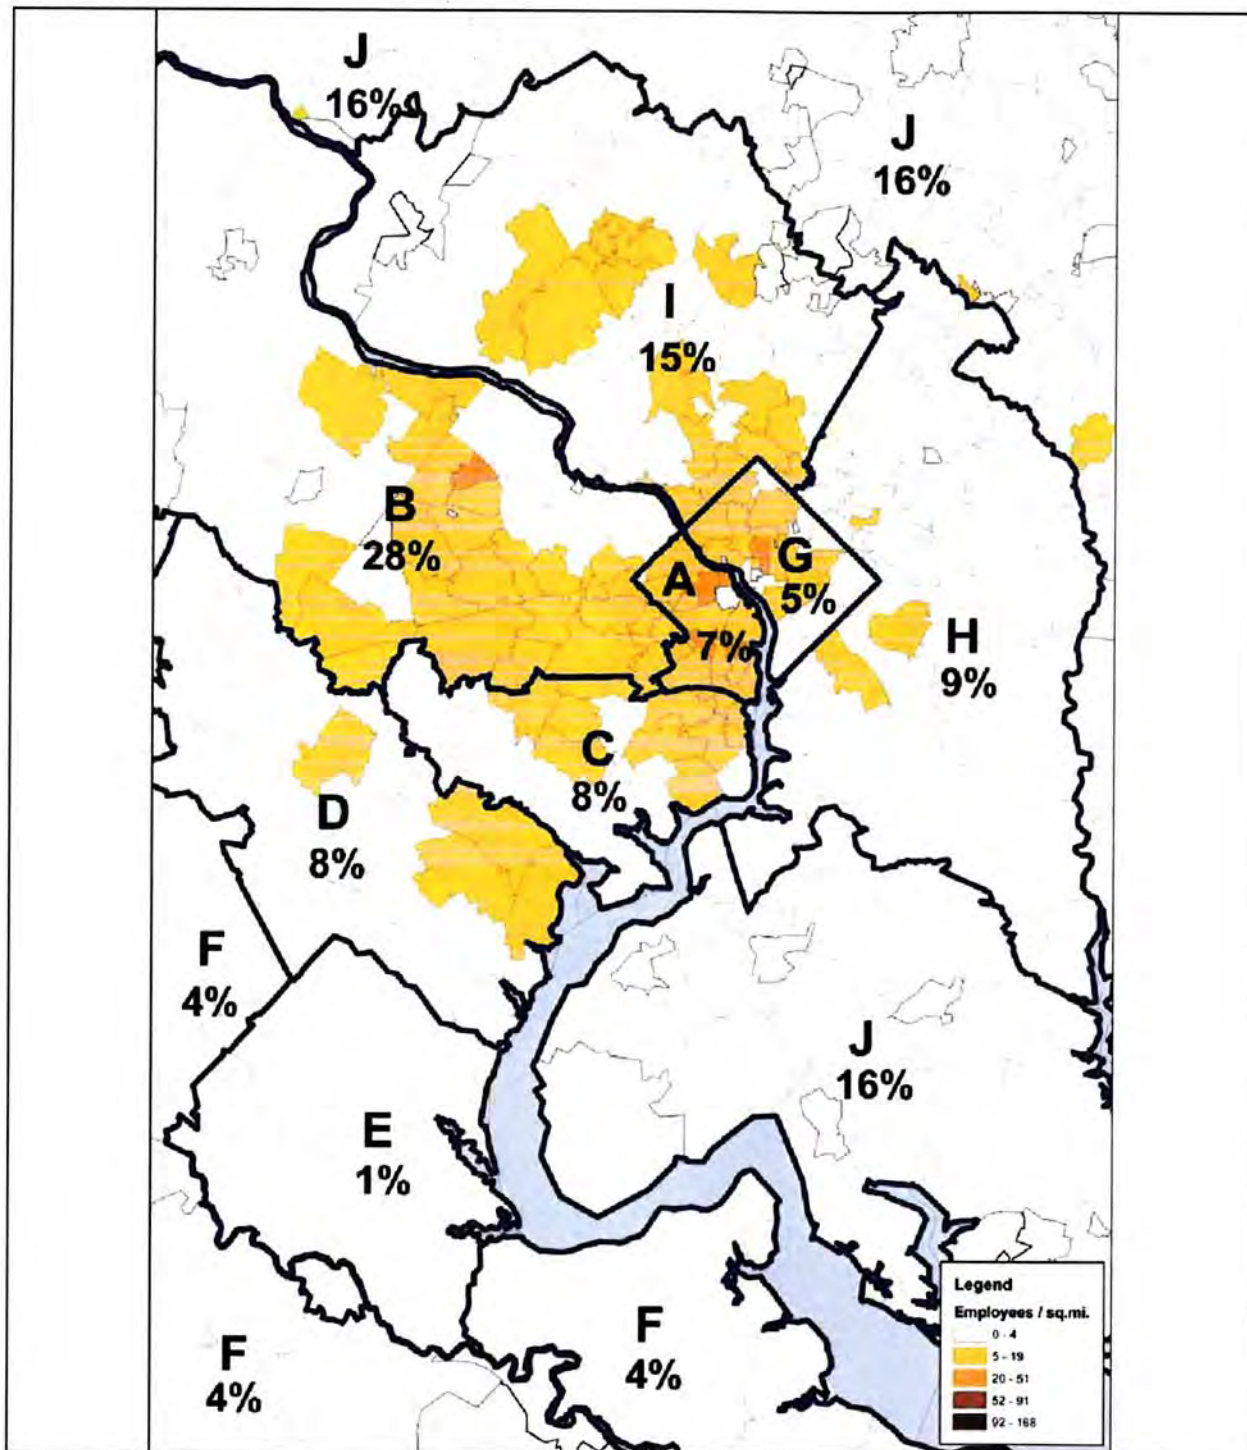 J
16%
J
16%
I
15%
B
28%
A
7%
G
5%
H
9%
C
8%
D
8%
F
4%
J
16%
E
1%
F
4%
F
4%
Legend
Employees / sq.mi.
0 - 4
5 - 19
20 - 51
52 - 91
92 - 168